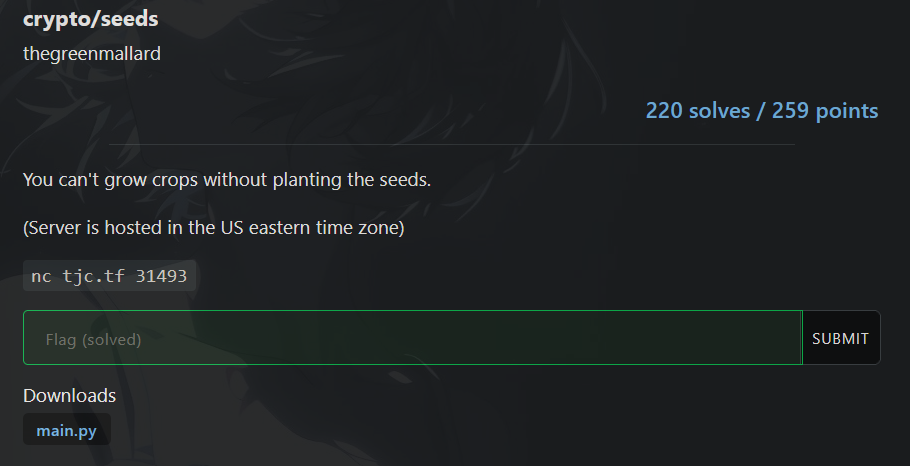 crypto/seeds
thegreenmallard
220 solves / 259 points
You can't grow crops without planting the seeds.
(Server is hosted in the US eastern time zone)
nc tjc.tf 31493
Flag (solved)
SUBMIT
Downloads
main.py